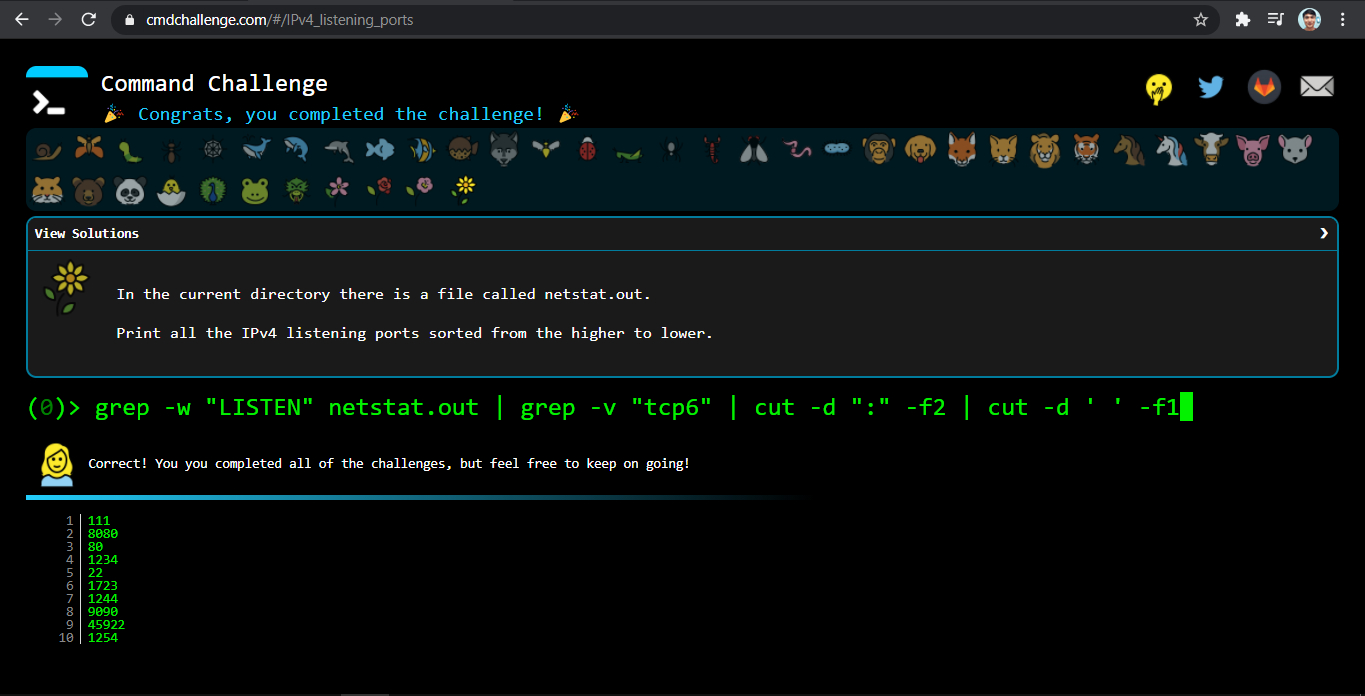 cmdchallenge.com/#/IPv4_listening_ports
Command Challenge
Congrats, you completed the challenge!
View Solutions
In the current directory there is a file called netstat.out.
Print all the IPv4 listening ports sorted from the higher to lower.
(0)> grep -w "LISTEN" netstat.out | grep -v "tcp6" | cut -d ":" -f2 | cut -d ' ' -f1
Correct! You you completed all of the challenges, but feel free to keep on going!
1 111
2 8080
3 80
4 1234
5 22
6 1723
7 1244
8 9090
9 45922
10 1254